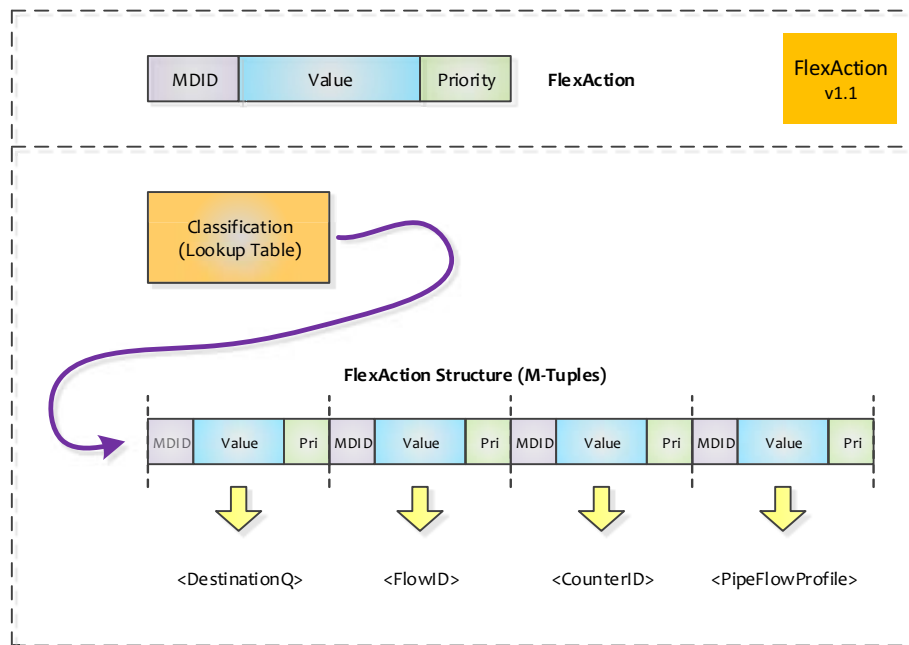 MDID Value Priority FlexAction
FlexAction
v1.1
Classification
(Lookup Table)
FlexAction Structure (M-Tuples)
MDID Value Pri MDID Value Pri MDID Value Pri MDID Value Pri
<DestinationQ> <FlowID> <CounterID> <PipeFlowProfile>